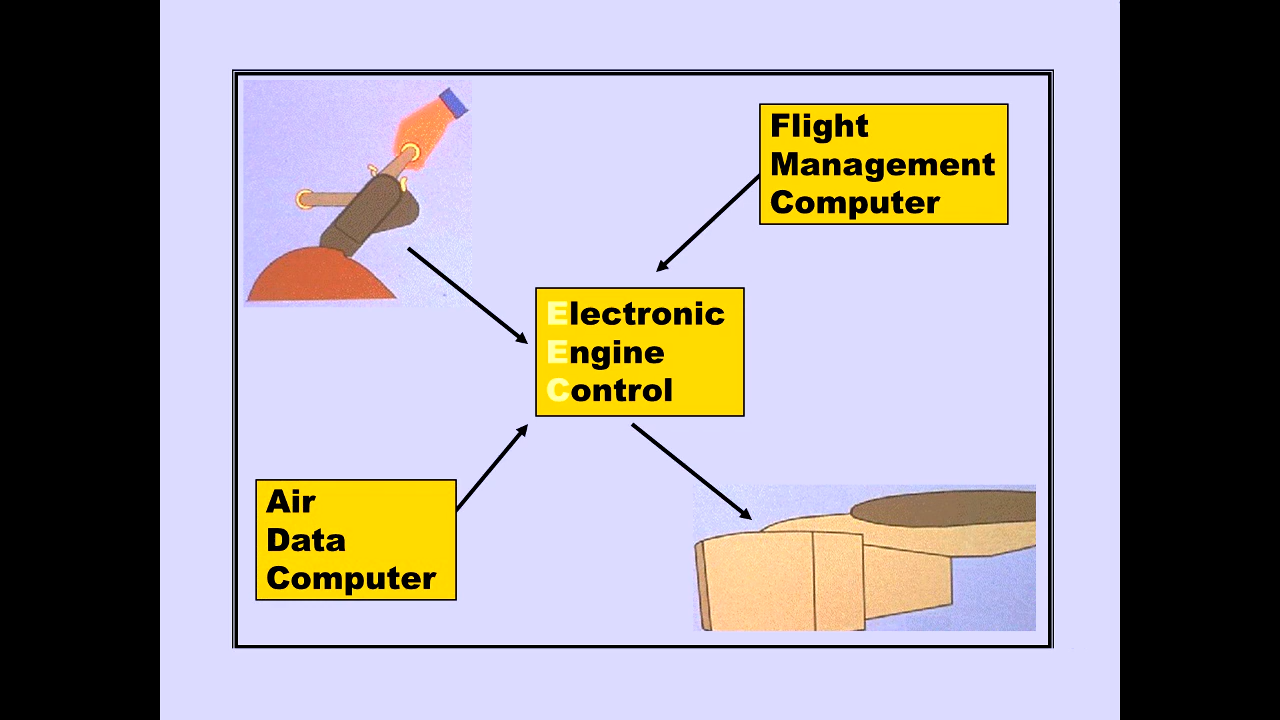 Flight
Management
Computer
Electronic
Engine
Control
Air
Data
Computer